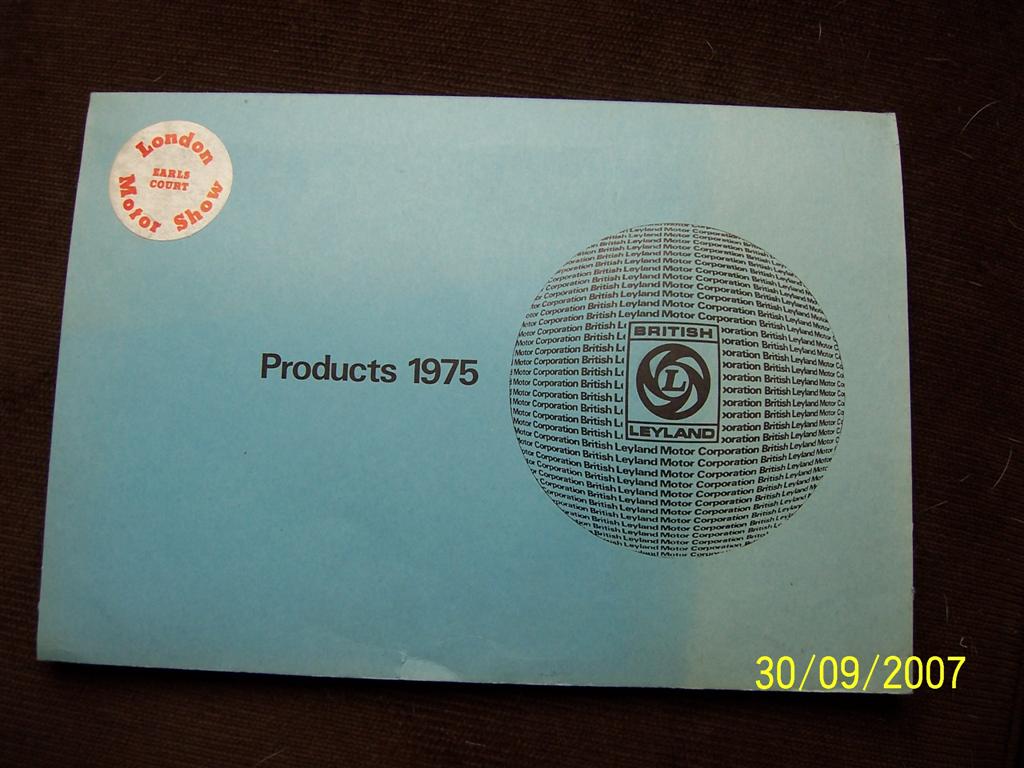 London
EARLS
COURT
Motor Show
Products 1975
British Leyland Motor Corporation
BRITISH
L
LEYLAND
30/09/2007